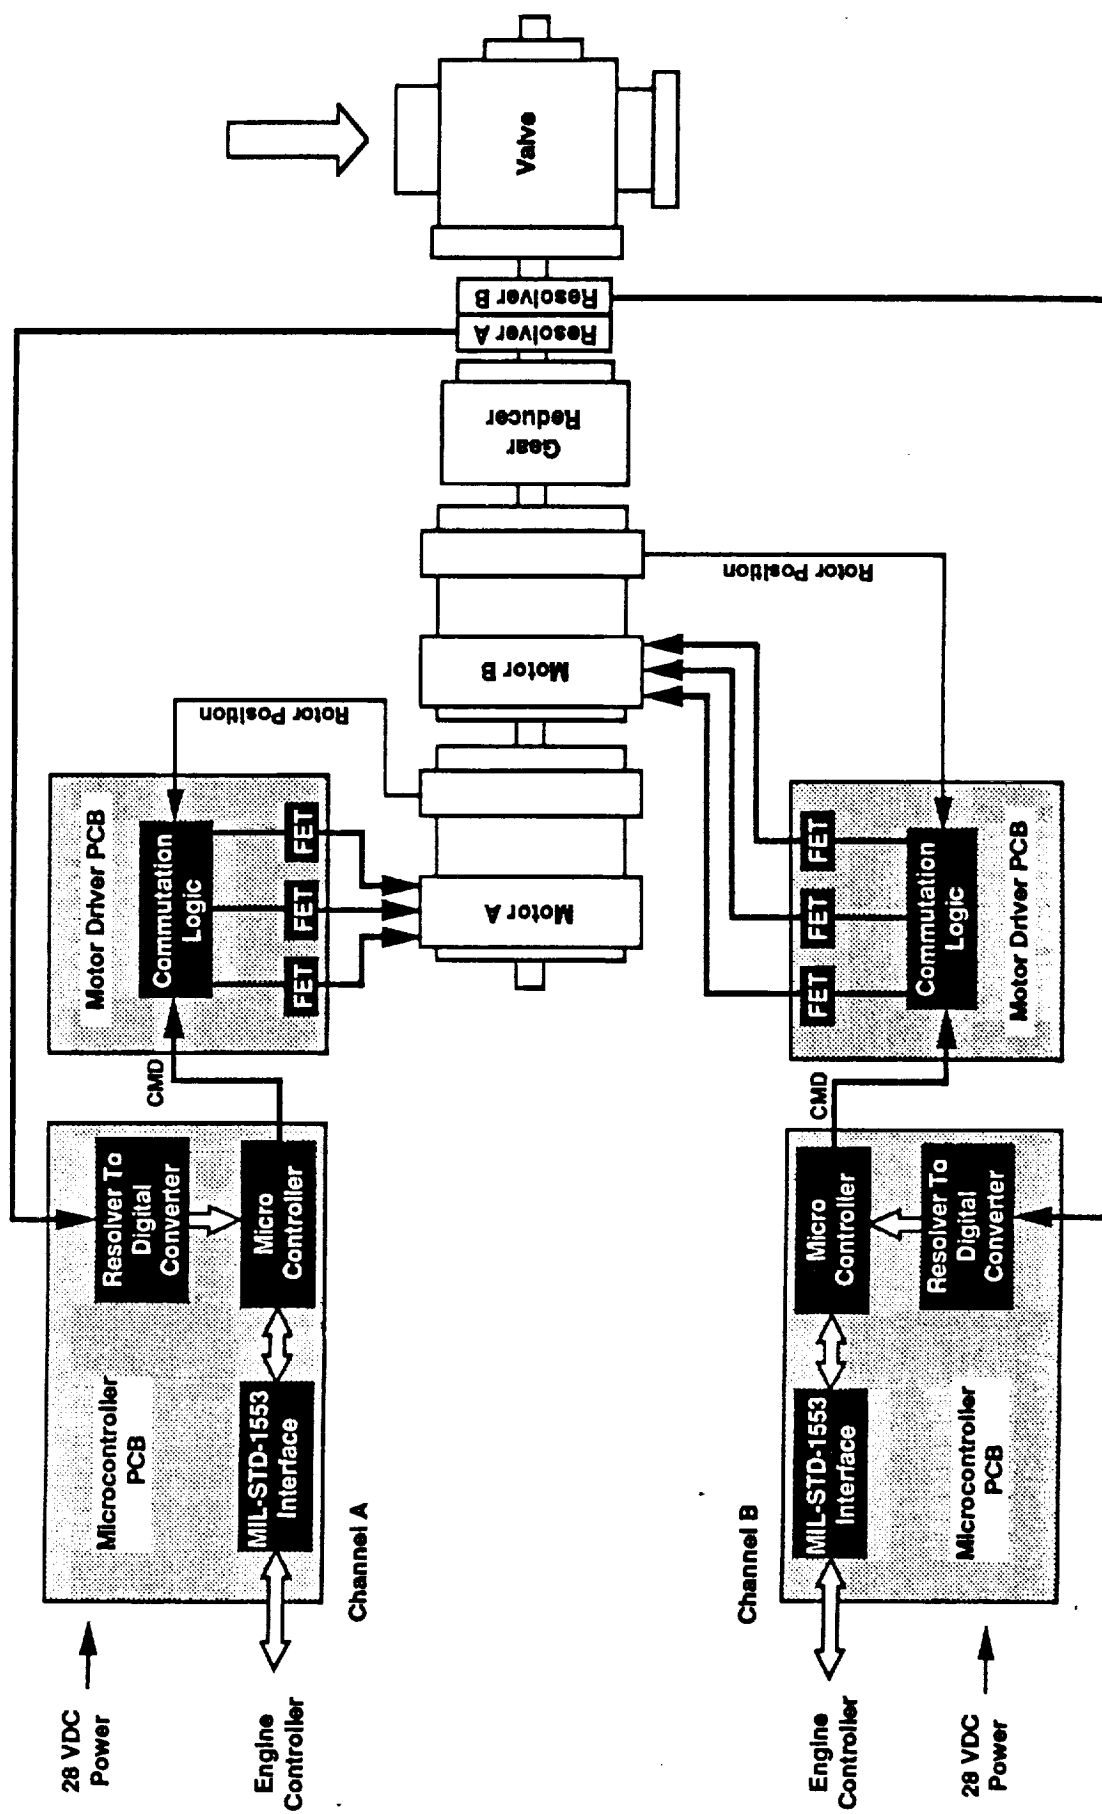 28 VDC
Power
Engine
Controller
Microcontroller
PCB
MIL-STD-1553
Interface
Resolver To
Digital
Converter
Micro
Controller
Channel A
CMD
Motor Driver PCB
Commutation
Logic
FET
FET
FET
Rotor Position
Motor A
Motor B
Gear
Reducer
Resolver A
Resolver B
Valve
Rotor Position
Channel B
Engine
Controller
28 VDC
Power
MIL-STD-1553
Interface
Microcontroller
PCB
Micro
Controller
Resolver To
Digital
Converter
CMD
FET
FET
FET
Commutation
Logic
Motor Driver PCB